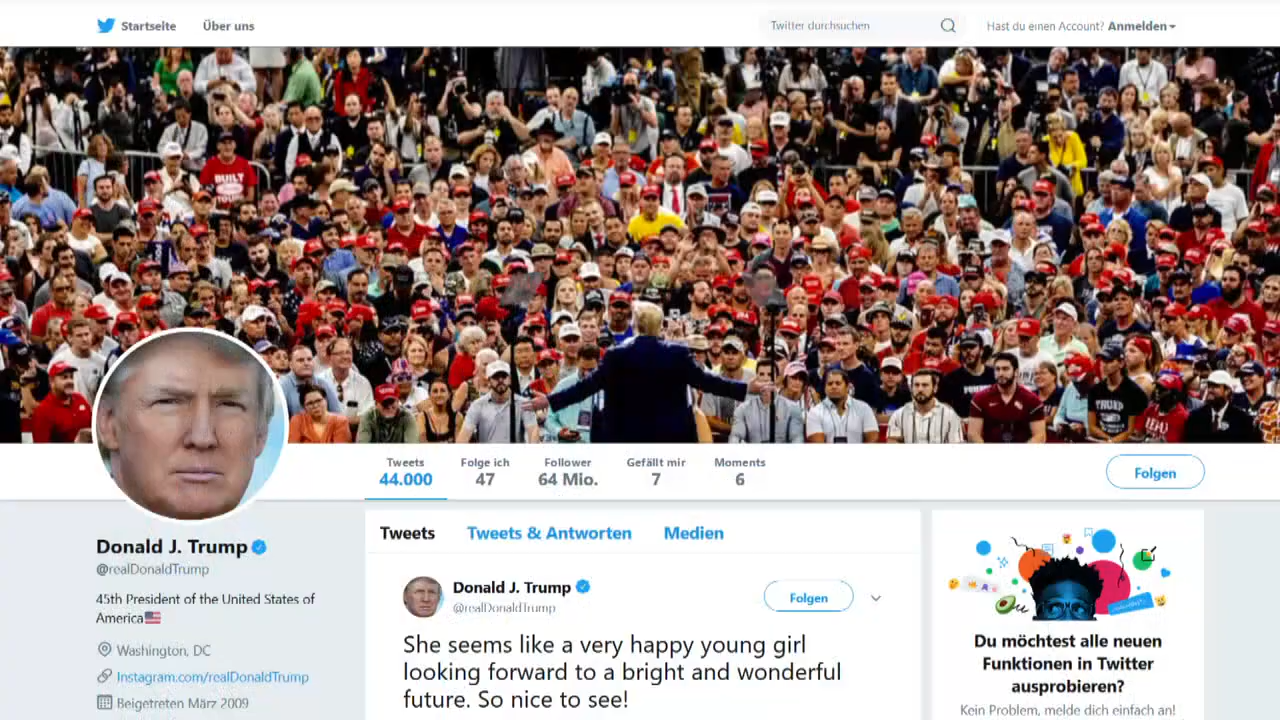 Startseite
Über uns
Twitter durchsuchen
Hast du einen Account? Anmelden
BUILT
TRUMP
Tweets
44.000
Folge ich
47
Follower
64 Mio.
Gefällt mir
7
Moments
6
Folgen
Donald J. Trump
@realDonaldTrump
45th President of the United States of
America
Washington, DC
Instagram.com/realDonaldTrump
Beigetreten März 2009
Tweets
Tweets & Antworten
Medien
Donald J. Trump
@realDonaldTrump
Folgen
She seems like a very happy young girl
looking forward to a bright and wonderful
future. So nice to see!
Du möchtest alle neuen
Funktionen in Twitter
ausprobieren?
Kein Problem, melde dich einfach an!